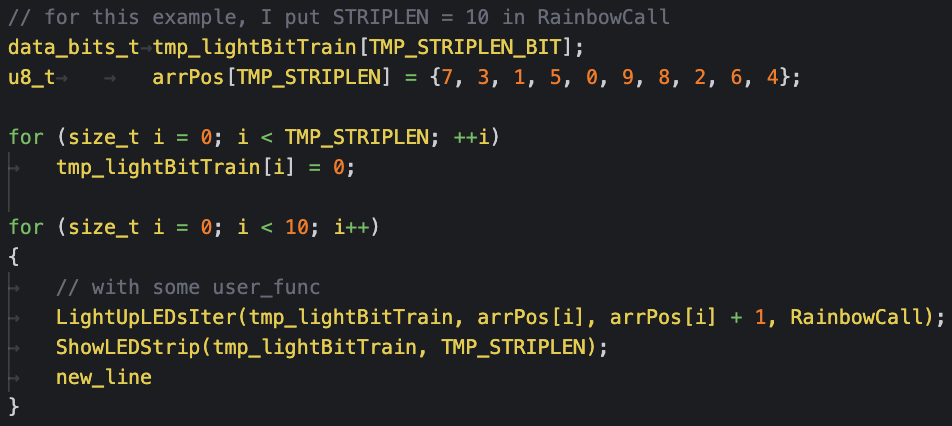 // for this example, I put STRIPLEN = 10 in RainbowCall
data_bits_t→tmp_lightBitTrain[TMP_STRIPLEN_BIT];
u8_t→   →   arrPos[TMP_STRIPLEN] = {7, 3, 1, 5, 0, 9, 8, 2, 6, 4};
for (size_t i = 0; i < TMP_STRIPLEN; ++i)
→   tmp_lightBitTrain[i] = 0;
for (size_t i = 0; i < 10; i++)
{
→   // with some user_func
→   LightUpLEDsIter(tmp_lightBitTrain, arrPos[i], arrPos[i] + 1, RainbowCall);
→   ShowLEDStrip(tmp_lightBitTrain, TMP_STRIPLEN);
→   new_line
}